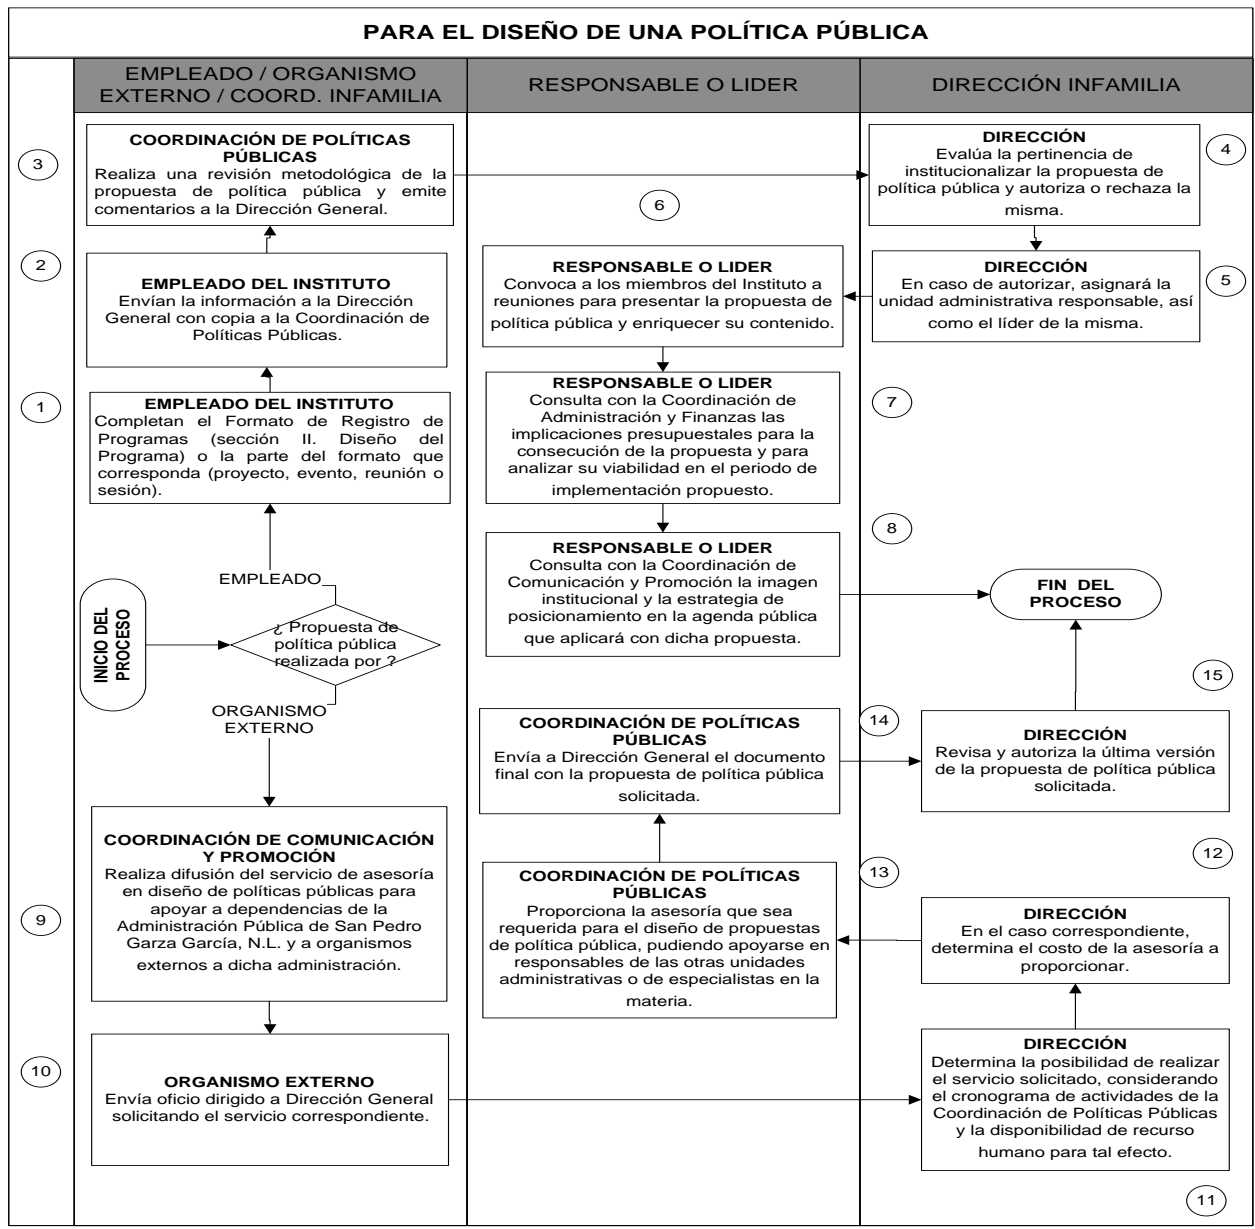 PARA EL DISEÑO DE UNA POLÍTICA PÚBLICA
EMPLEADO / ORGANISMO
EXTERNO / COORD. INFAMILIA
RESPONSABLE O LIDER
DIRECCIÓN INFAMILIA
3
COORDINACIÓN DE POLÍTICAS
PÚBLICAS
Realiza una revisión metodológica de la
propuesta de política pública y emite
comentarios a la Dirección General.
DIRECCIÓN
Evalúa la pertinencia de
institucionalizar la propuesta de
política pública y autoriza o rechaza la
misma.
4
6
2
EMPLEADO DEL INSTITUTO
Envían la información a la Dirección
General con copia a la Coordinación de
Políticas Públicas.
RESPONSABLE O LIDER
Convoca a los miembros del Instituto a
reuniones para presentar la propuesta de
política pública y enriquecer su contenido.
DIRECCIÓN
En caso de autorizar, asignará la
unidad administrativa responsable, así
como el líder de la misma.
5
1
EMPLEADO DEL INSTITUTO
Completan el Formato de Registro de
Programas (sección II. Diseño del
Programa) o la parte del formato que
corresponda (proyecto, evento, reunión o
sesión).
RESPONSABLE O LIDER
Consulta con la Coordinación de
Administración y Finanzas las
implicaciones presupuestales para la
consecución de la propuesta y para
analizar su viabilidad en el periodo de
implementación propuesto.
7
8
RESPONSABLE O LIDER
Consulta con la Coordinación de
Comunicación y Promoción la imagen
institucional y la estrategia de
posicionamiento en la agenda pública
que aplicará con dicha propuesta.
FIN DEL
PROCESO
EMPLEADO
INICIO DEL
PROCESO
¿ Propuesta de
política pública
realizada por ?
ORGANISMO
EXTERNO
15
COORDINACIÓN DE POLÍTICAS
PÚBLICAS
Envía a Dirección General el documento
final con la propuesta de política pública
solicitada.
14
DIRECCIÓN
Revisa y autoriza la última versión
de la propuesta de política pública
solicitada.
9
COORDINACIÓN DE COMUNICACIÓN
Y PROMOCIÓN
Realiza difusión del servicio de asesoría
en diseño de políticas públicas para
apoyar a dependencias de la
Administración Pública de San Pedro
Garza García, N.L. y a organismos
externos a dicha administración.
COORDINACIÓN DE POLÍTICAS
PÚBLICAS
Proporciona la asesoría que sea
requerida para el diseño de propuestas
de política pública, pudiendo apoyarse en
responsables de las otras unidades
administrativas o de especialistas en la
materia.
13
12
DIRECCIÓN
En el caso correspondiente,
determina el costo de la asesoría a
proporcionar.
10
ORGANISMO EXTERNO
Envía oficio dirigido a Dirección General
solicitando el servicio correspondiente.
DIRECCIÓN
Determina la posibilidad de realizar
el servicio solicitado, considerando
el cronograma de actividades de la
Coordinación de Políticas Públicas
y la disponibilidad de recurso
humano para tal efecto.
11